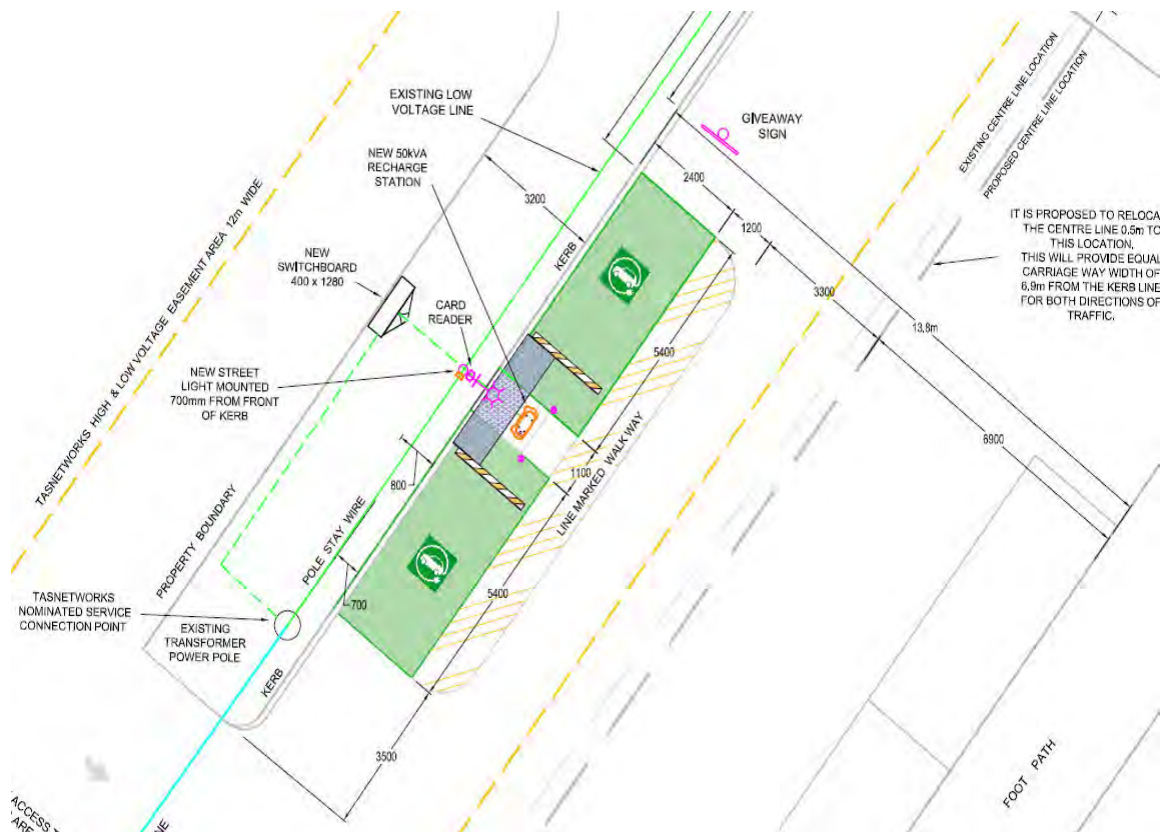 EXISTING LOW
VOLTAGE LINE
NEW 50kVA
RECHARGE
STATION
GIVEAWAY
SIGN
EXISTING CENTRE LINE LOCATION
PROPOSED CENTRE LINE LOCATION
IT IS PROPOSED TO RELOCA
THE CENTRE LINE 0.5m TO
THIS LOCATION.
THIS WILL PROVIDE EQUAL
CARRIAGE WAY WIDTH OF
6.9m FROM THE KERB LINE
FOR BOTH DIRECTIONS OF
TRAFFIC.
2400
1200
3300
13,8m
6900
3200
KERB
TASNETWORKS HIGH & LOW VOLTAGE EASEMENT AREA 12m WIDE
NEW
SWITCHBOARD
400 x 1280
CARD
READER
NEW STREET
LIGHT MOUNTED
700mm FROM FRONT
OF KERB
5400
1100
LINE MARKED WALK WAY
800
PROPERTY BOUNDARY
POLE STAY WIRE
700
5400
TASNETWORKS
NOMINATED SERVICE
CONNECTION POINT
EXISTING
TRANSFORMER
POWER POLE
KERB
3500
FOOT PATH
ACCESS
ARE
NE